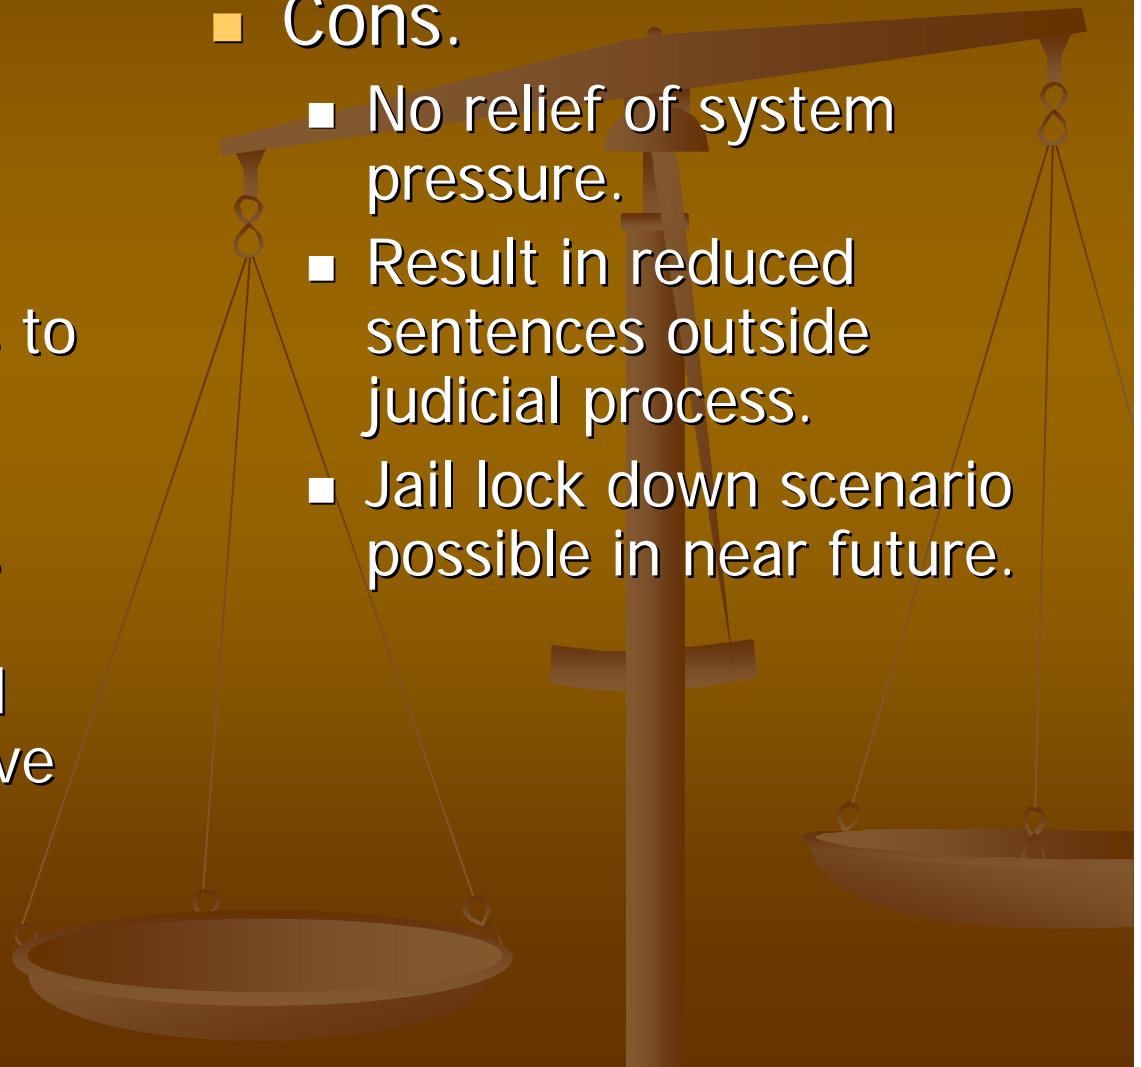 Cons.
No relief of system
pressure.
Result in reduced
sentences outside
judicial process.
Jail lock down scenario
possible in near future.
to